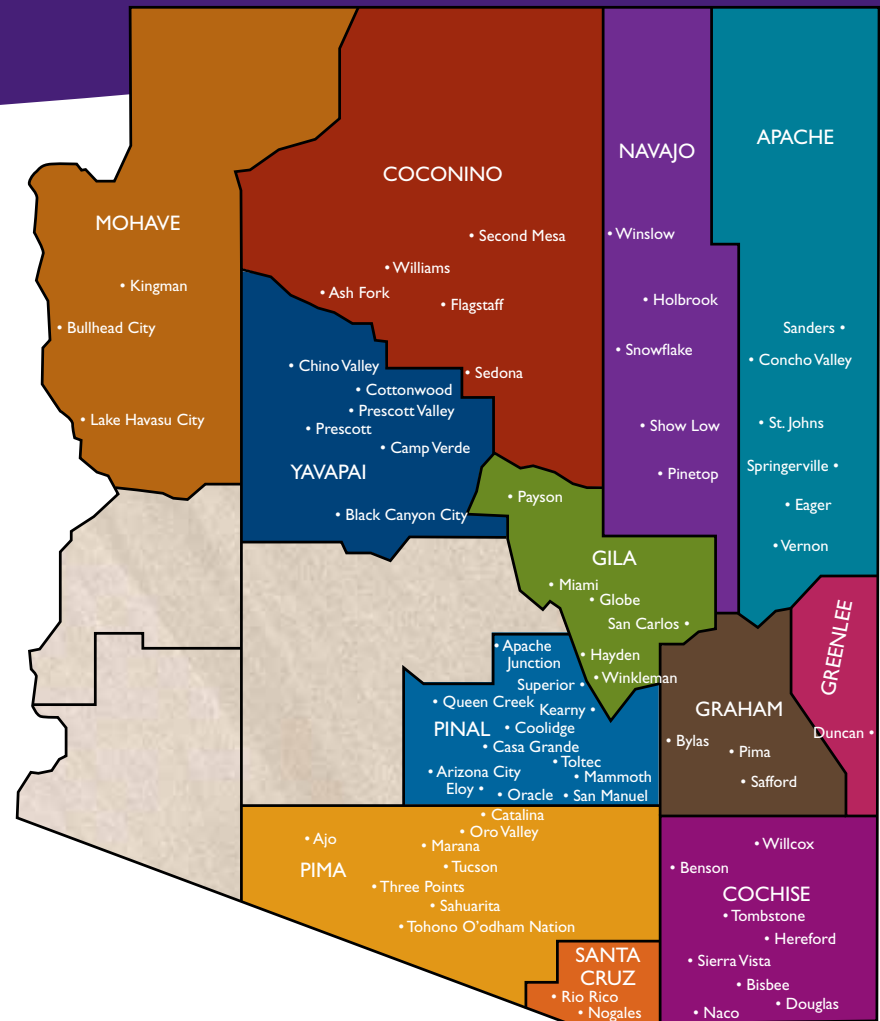 MOHAVE
• Kingman
• Bullhead City
• Lake Havasu City
COCONINO
• Second Mesa
• Williams
• Ash Fork
• Flagstaff
• Sedona
NAVAJO
• Winslow
• Holbrook
• Snowflake
• Show Low
• Pinetop
APACHE
Sanders •
• Concho Valley
• St. Johns
Springerville •
• Eager
• Vernon
• Chino Valley
• Cottonwood
• Prescott Valley
• Prescott
• Camp Verde
YAVAPAI
• Black Canyon City
• Payson
GILA
• Miami
• Globe
San Carlos •
• Hayden
• Winkleman
• Apache
Junction
Superior •
• Queen Creek
Kearny •
PINAL
• Coolidge
• Casa Grande
• Toltec
• Arizona City
• Mammoth
Eloy •
• Oracle
• San Manuel
GREENLEE
Duncan •
GRAHAM
• Bylas
• Pima
• Safford
• Catalina
• Oro Valley
• Ajo
• Marana
PIMA
• Tucson
• Three Points
• Sahuarita
• Tohono O'odham Nation
SANTA
CRUZ
• Rio Rico
• Nogales
• Willcox
• Benson
COCHISE
• Tombstone
• Hereford
• Sierra Vista
• Bisbee
• Douglas
• Naco